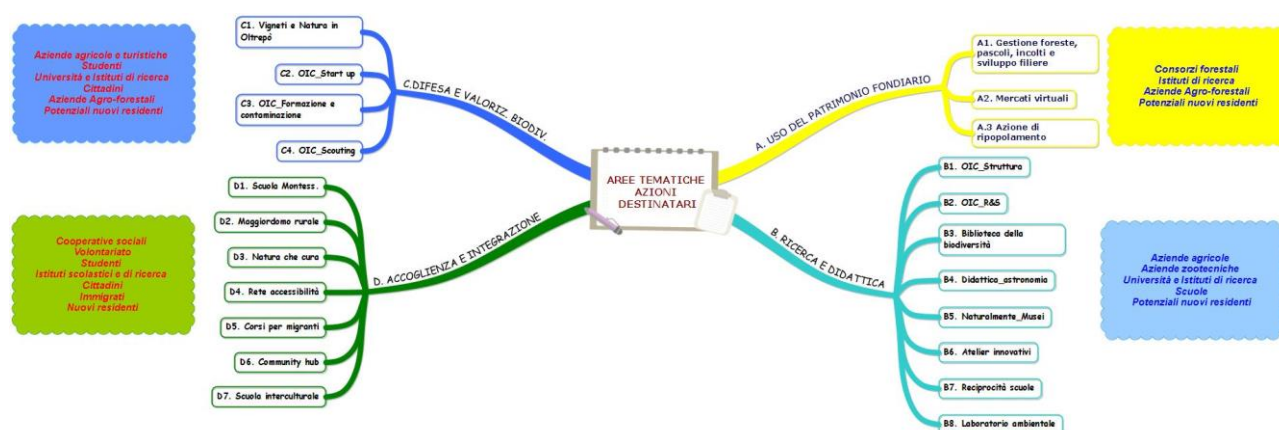 AREE TEMATICHE
AZIONI
DESTINATARI
A. USO DEL PATRIMONIO FONDIARIO
A1. Gestione foreste,
pascoli, incolti e
sviluppo filiere
A2. Mercati virtuali
A.3 Azione di
ripopolamento
Consorzi forestali
Istituti di ricerca
Aziende Agro-forestali
Potenziali nuovi residenti
B. RICERCA E DIDATTICA
B1. OIC_Struttura
B2. OIC_R&S
B3. Biblioteca della
biodiversità
B4. Didattica_astronomia
B5. Naturalmente_Musei
B6. Atelier innovativi
B7. Reciprocità scuole
B8. Laboratorio ambientale
Aziende agricole
Aziende zootecniche
Università e Istituti di ricerca
Scuole
Potenziali nuovi residenti
C.DIFESA E VALORIZ. BIODIV.
C1. Vigneti e Natura in
Oltrepó
C2. OIC_Start up
C3. OIC_Formazione e
contaminazione
C4. OIC_Scouting
Aziende agricole e turistiche
Studenti
Università e Istituti di ricerca
Cittadini
Aziende Agro-forestali
Potenziali nuovi residenti
D. ACCOGLIENZA E INTEGRAZIONE
D1. Scuola Montess.
D2. Maggiordomo rurale
D3. Natura che cura
D4. Rete accessibilità
D5. Corsi per migranti
D6. Community hub
D7. Scuola interculturale
Cooperative sociali
Volontariato
Studenti
Istituti scolastici e di ricerca
Cittadini
Immigrati
Nuovi residenti